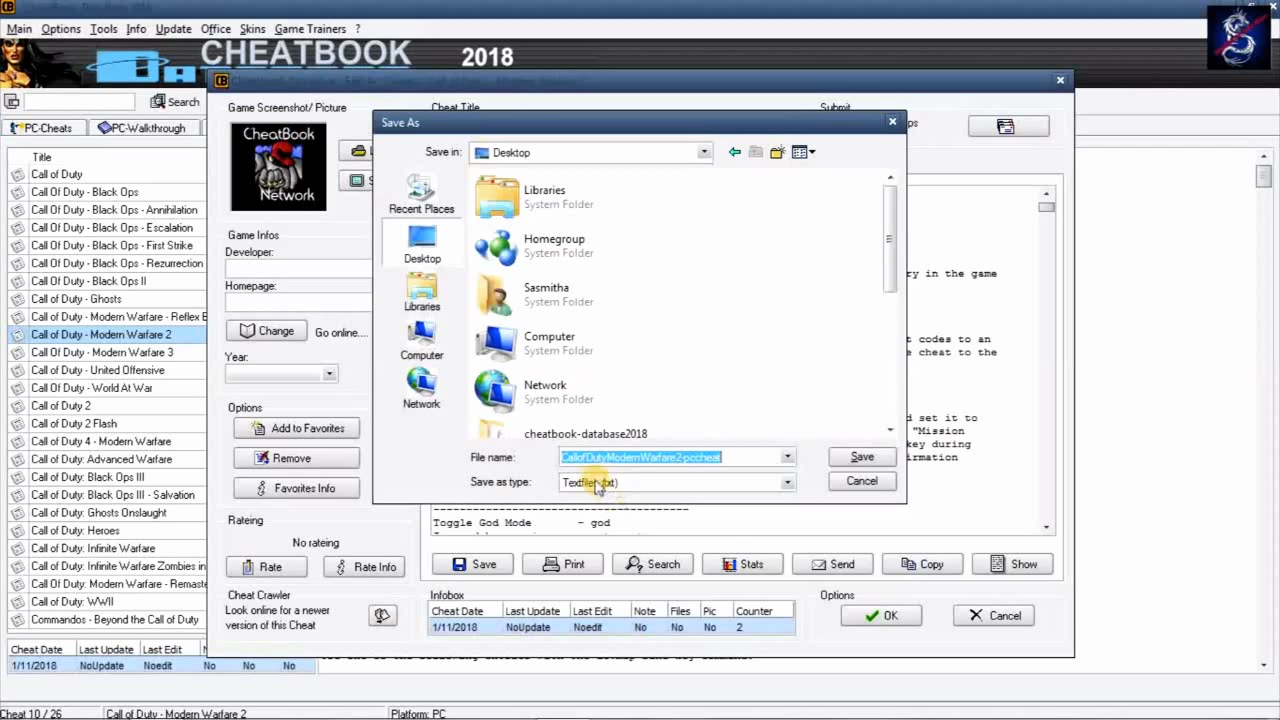 Main Options Tools Info Update Office Skins Game Trainers ?
CHEATBOOK 2018
Search
PC-Cheats PC-Walkthrough
Title
Call of Duty
Call Of Duty - Black Ops
Call Of Duty - Black Ops - Annihilation
Call Of Duty - Black Ops - Escalation
Call Of Duty - Black Ops - First Strike
Call Of Duty - Black Ops - Rezurrection
Call Of Duty - Black Ops II
Call of Duty - Ghosts
Call of Duty - Modern Warfare - Reflex E
Call of Duty - Modern Warfare 2
Call Of Duty - Modern Warfare 3
Call of Duty - United Offensive
Call Of Duty - World At War
Call of Duty 2
Call of Duty 2 Flash
Call of Duty 4 - Modern Warfare
Call of Duty: Advanced Warfare
Call of Duty: Black Ops III
Call of Duty: Black Ops III - Salvation
Call of Duty: Ghosts Onslaught
Call of Duty: Heroes
Call of Duty: Infinite Warfare
Call of Duty: Infinite Warfare Zombies in
Call of Duty: Modern Warfare - Remaste
Call of Duty: WWII
Commandos - Beyond the Call of Duty
Cheat Date Last Update Last Edit
1/11/2018 NoUpdate Noedit No No No
Cheat 10 / 26 Call of Duty - Modern Warfare 2 Platform: PC
Game Screenshot/ Picture
CheatBook
Network
Game Infos
Developer:
Homepage:
Change Go online....
Year:
Options
Add to Favorites
Remove
Favorites Info
Rateing
No rateing
Rate Rate Info
Cheat Crawler
Look online for a newer
version of this Cheat
Cheat Title Submit
Save As
Save in: Desktop
Recent Places
Desktop
Libraries
Computer
Network
Libraries
System Folder
Homegroup
System Folder
Sasmitha
System Folder
Computer
System Folder
Network
System Folder
cheatbook-database2018
File name: CallofDutyModernWarfare2-pccheat Save
Save as type: Cancel
ry in the game
t codes to an
e cheat to the
d set it to
"Mission
key during
irmation
-------------------------------------
Toggle God Mode - god
Save Print Search Stats Send Copy Show
Infobox
Cheat Date Last Update Last Edit Note Files Pic Counter
1/11/2018 NoUpdate Noedit No No No 2
Options
OK Cancel